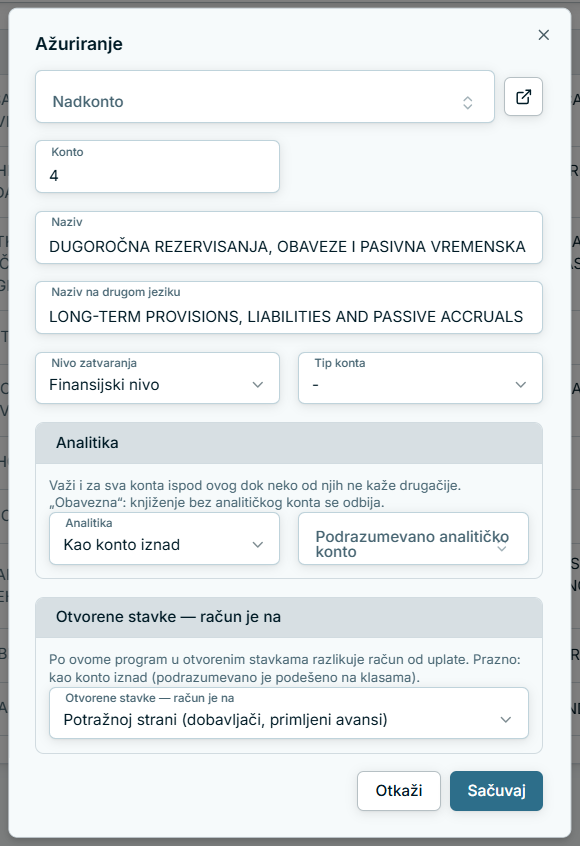 Ažuriranje
Nadkonto
Konto
4
Naziv
DUGOROČNA REZERVISANJA, OBAVEZE I PASIVNA VREMENSKA
Naziv na drugom jeziku
LONG-TERM PROVISIONS, LIABILITIES AND PASSIVE ACCRUALS
Nivo zatvaranja
Finansijski nivo
Tip konta
-
Analitika
Važi i za sva konta ispod ovog dok neko od njih ne kaže drugačije.
„Obavezna“: knjiženje bez analitičkog konta se odbija.
Analitika
Kao konto iznad
Podrazumevano analitičko
konto
Otvorene stavke — račun je na
Po ovome program u otvorenim stavkama razlikuje račun od uplate. Prazno:
kao konto iznad (podrazumevano je podešeno na klasama).
Otvorene stavke — račun je na
Potražnoj strani (dobavljači, primljeni avansi)
Otkaži
Sačuvaj